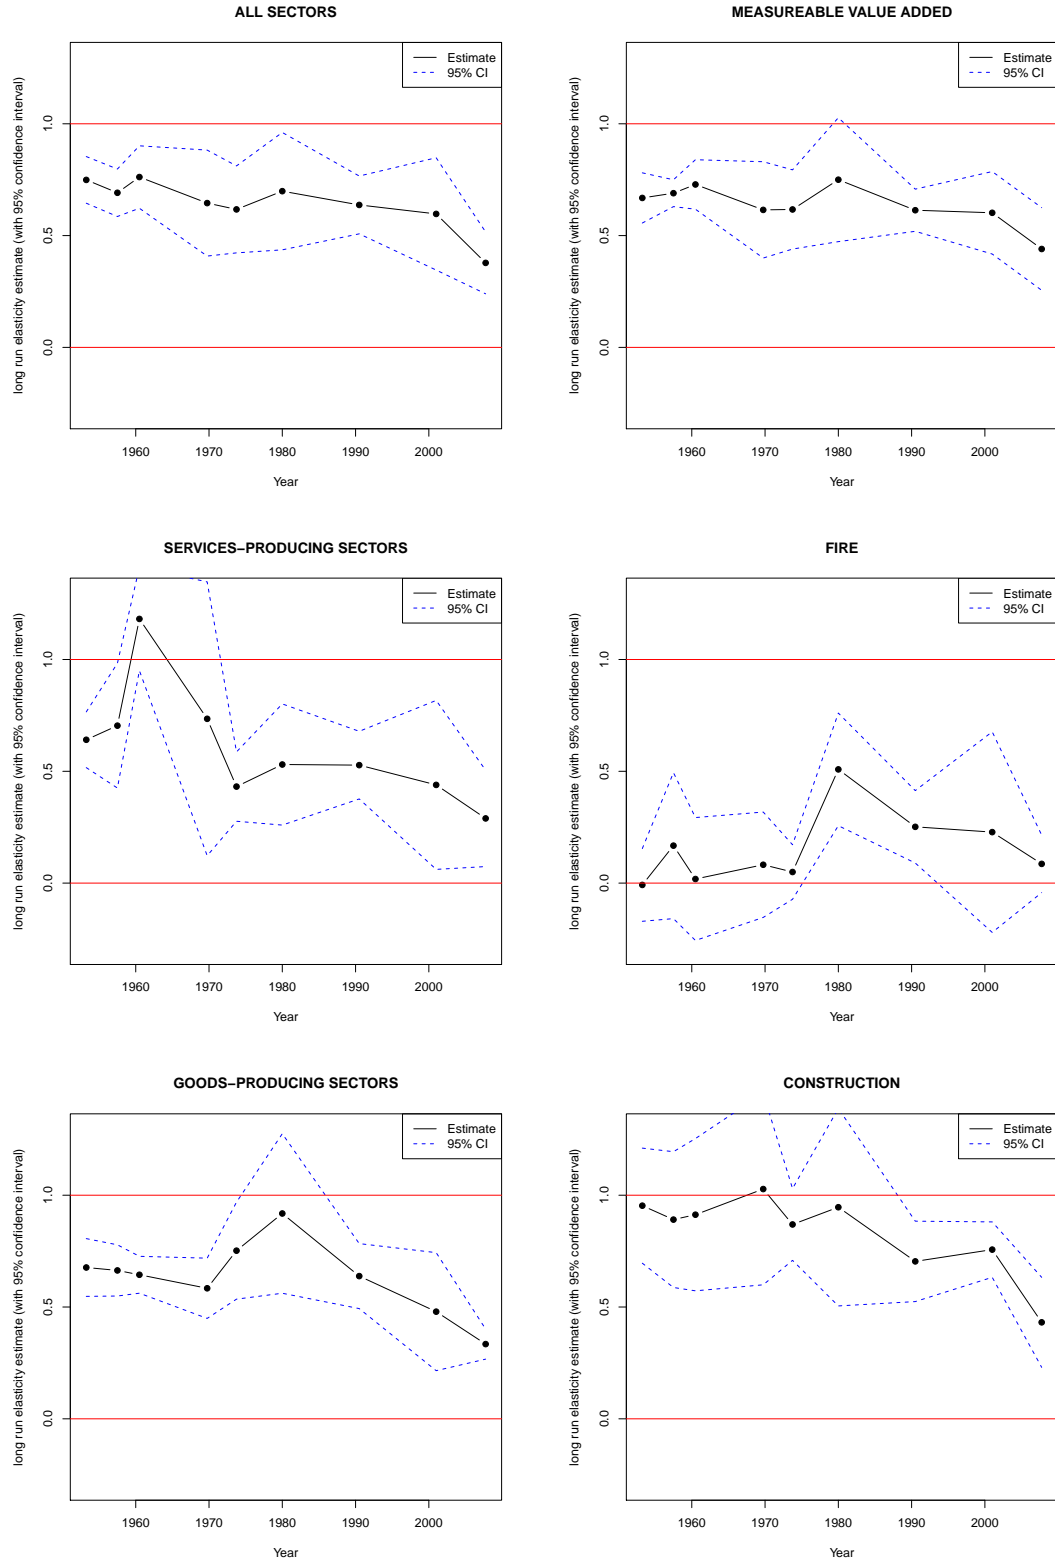 ALL SECTORS
long run elasticity estimate (with 95% confidence interval)
1.0
0.5
0.0
Estimate
95% CI
1960 1970 1980 1990 2000
Year
MEASUREABLE VALUE ADDED
long run elasticity estimate (with 95% confidence interval)
1.0
0.5
0.0
Estimate
95% CI
1960 1970 1980 1990 2000
Year
SERVICES−PRODUCING SECTORS
long run elasticity estimate (with 95% confidence interval)
1.0
0.5
0.0
Estimate
95% CI
1960 1970 1980 1990 2000
Year
FIRE
long run elasticity estimate (with 95% confidence interval)
1.0
0.5
0.0
Estimate
95% CI
1960 1970 1980 1990 2000
Year
GOODS−PRODUCING SECTORS
long run elasticity estimate (with 95% confidence interval)
1.0
0.5
0.0
Estimate
95% CI
1960 1970 1980 1990 2000
Year
CONSTRUCTION
long run elasticity estimate (with 95% confidence interval)
1.0
0.5
0.0
Estimate
95% CI
1960 1970 1980 1990 2000
Year